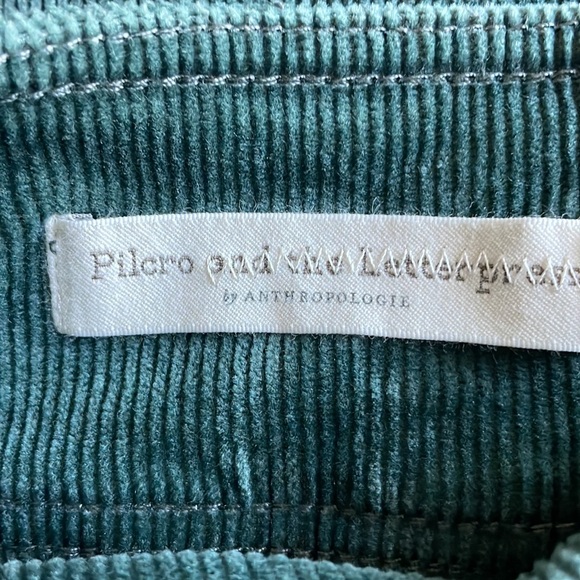 Pilcro and the Letterpress
by ANTHROPOLOGIE